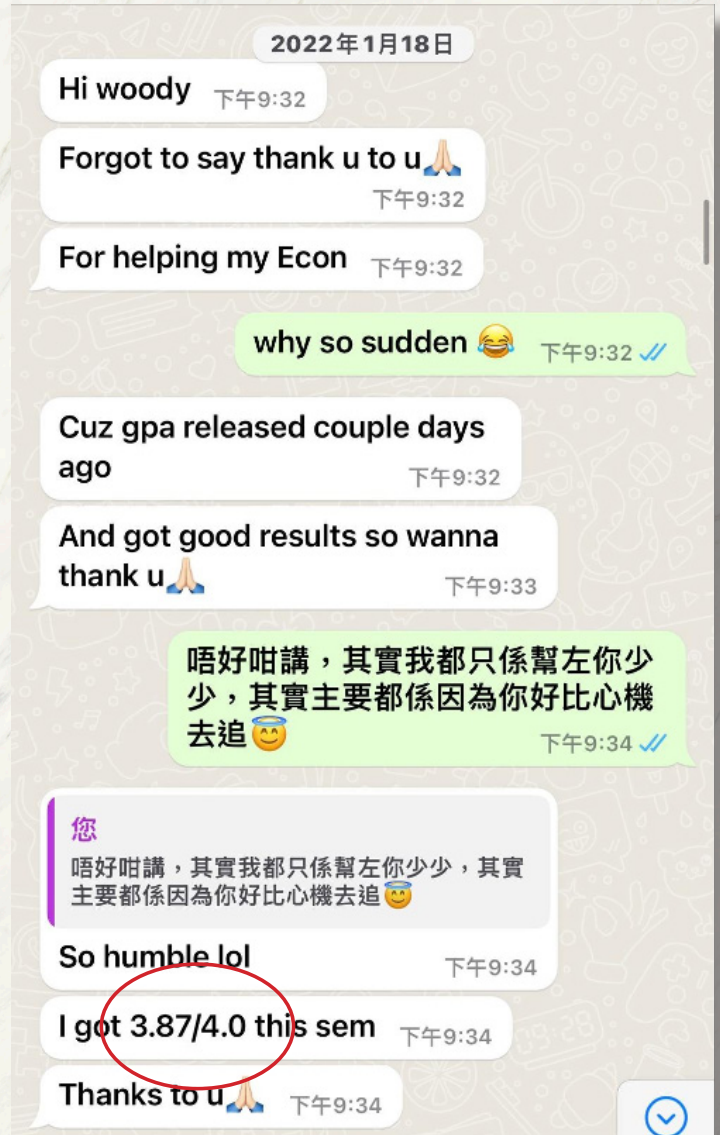 2022年1月18日
Hi woody 下午9:32
Forgot to say thank u to u🙏🏻
下午9:32
For helping my Econ 下午9:32
why so sudden 😂 下午9:32
Cuz gpa released couple days
ago 下午9:32
And got good results so wanna
thank u🙏🏻 下午9:33
唔好咁講，其實我都只係幫左你少
少，其實主要都係因為你好比心機
去追😇 下午9:34
您
唔好咁講，其實我都只係幫左你少少，其實
主要都係因為你好比心機去追😇
So humble lol 下午9:34
I got 3.87/4.0 this sem 下午9:34
Thanks to u🙏🏻 下午9:34